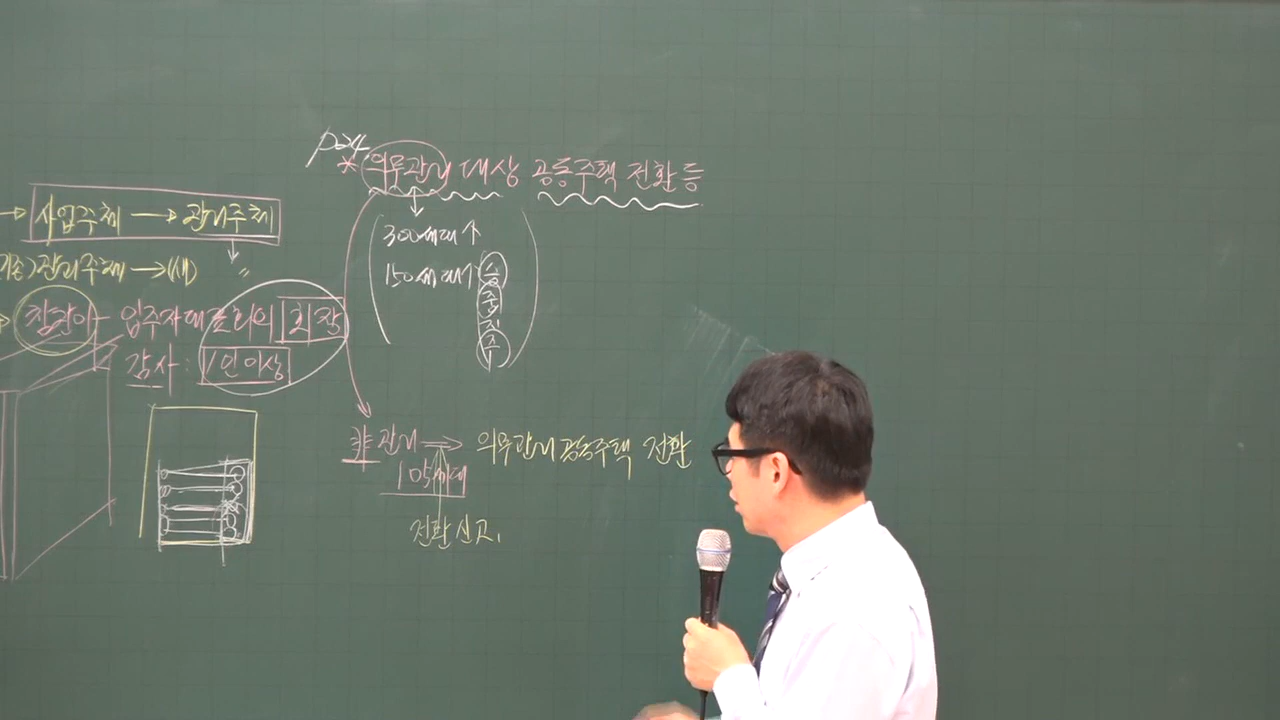 p24
* 의무관리 대상 공동주택 전환 등
300세대↑
150세대↑ 승
중
지
주
→ 사업주체 → 관리주체
기존)관리주체 → (새)
입주자대표회의 회장
감사 : 1인 이상
非관리 → 의무관리 공동주택 전환
105세대
전환신고.